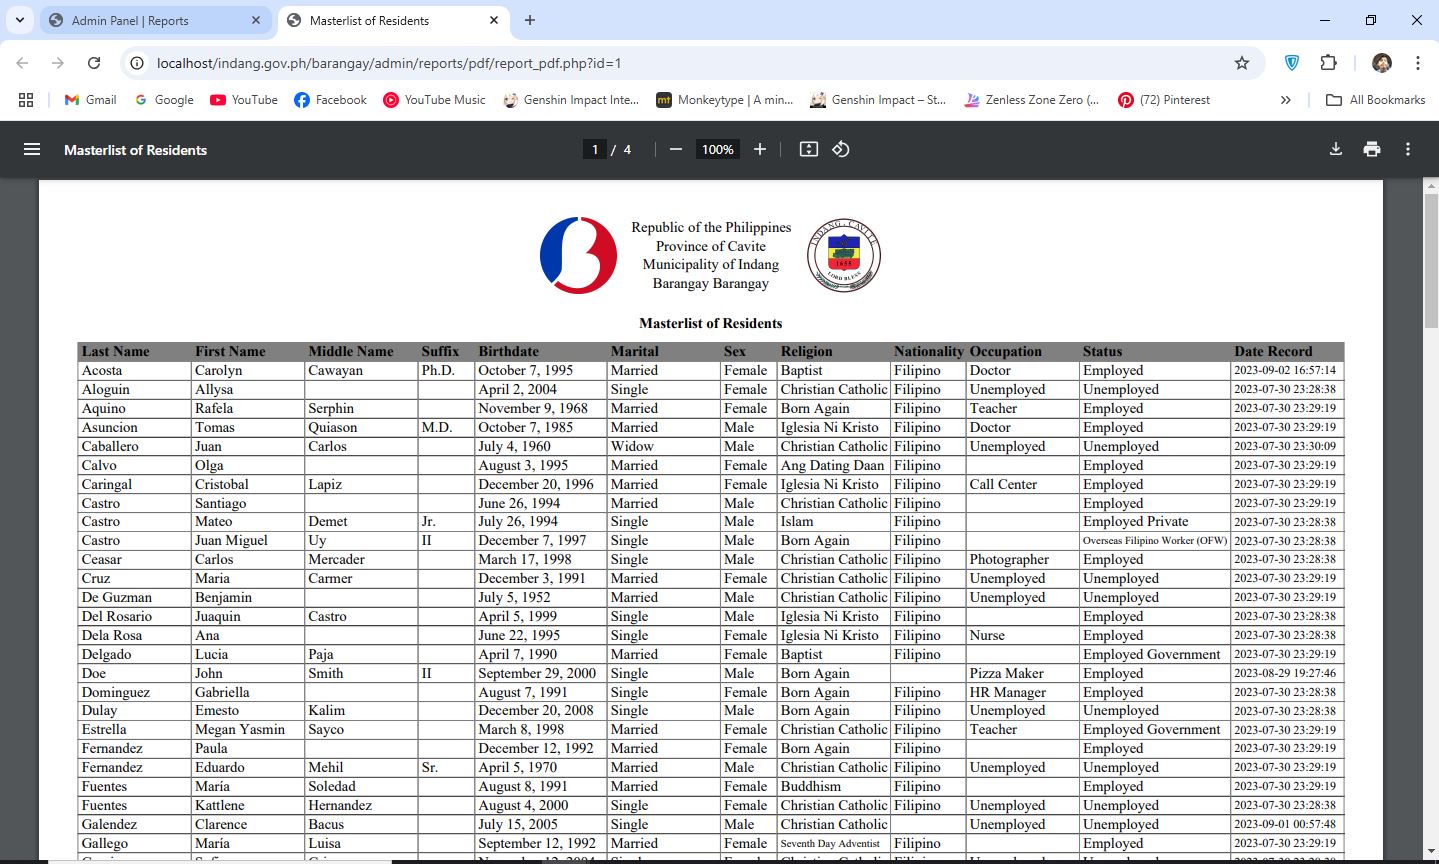 Admin Panel | Reports
Masterlist of Residents
localhost/indang.gov.ph/barangay/admin/reports/pdf/report_pdf.php?id=1
Gmail Google YouTube Facebook YouTube Music Genshin Impact Inte... mt Monkeytype | A min... Genshin Impact – St... Zenless Zone Zero (... (72) Pinterest » All Bookmarks
Masterlist of Residents 1 / 4 100%
Republic of the Philippines
Province of Cavite
Municipality of Indang
Barangay Barangay
INDANG, CAVITE
1655
LORD BLESS
Masterlist of Residents
Last Name First Name Middle Name Suffix Birthdate Marital Sex Religion Nationality Occupation Status Date Record
Acosta Carolyn Cawayan Ph.D. October 7, 1995 Married Female Baptist Filipino Doctor Employed 2023-09-02 16:57:14
Aloguin Allysa April 2, 2004 Single Female Christian Catholic Filipino Unemployed Unemployed 2023-07-30 23:28:38
Aquino Rafela Serphin November 9, 1968 Married Female Born Again Filipino Teacher Employed 2023-07-30 23:29:19
Asuncion Tomas Quiason M.D. October 7, 1985 Married Male Iglesia Ni Kristo Filipino Doctor Employed 2023-07-30 23:29:19
Caballero Juan Carlos July 4, 1960 Widow Male Christian Catholic Filipino Unemployed Unemployed 2023-07-30 23:30:09
Calvo Olga August 3, 1995 Married Female Ang Dating Daan Filipino Employed 2023-07-30 23:29:19
Caringal Cristobal Lapiz December 20, 1996 Married Female Iglesia Ni Kristo Filipino Call Center Employed 2023-07-30 23:29:19
Castro Santiago June 26, 1994 Married Male Christian Catholic Filipino Employed 2023-07-30 23:29:19
Castro Mateo Demet Jr. July 26, 1994 Single Male Islam Filipino Employed Private 2023-07-30 23:28:38
Castro Juan Miguel Uy II December 7, 1997 Single Male Born Again Filipino Overseas Filipino Worker (OFW) 2023-07-30 23:28:38
Ceasar Carlos Mercader March 17, 1998 Single Male Christian Catholic Filipino Photographer Employed 2023-07-30 23:28:38
Cruz Maria Carmer December 3, 1991 Married Female Christian Catholic Filipino Unemployed Unemployed 2023-07-30 23:29:19
De Guzman Benjamin July 5, 1952 Married Male Christian Catholic Filipino Unemployed Unemployed 2023-07-30 23:29:19
Del Rosario Juaquin Castro April 5, 1999 Single Male Iglesia Ni Kristo Filipino Employed 2023-07-30 23:28:38
Dela Rosa Ana June 22, 1995 Single Female Iglesia Ni Kristo Filipino Nurse Employed 2023-07-30 23:28:38
Delgado Lucia Paja April 7, 1990 Married Female Baptist Filipino Employed Government 2023-07-30 23:29:19
Doe John Smith II September 29, 2000 Single Male Born Again Pizza Maker Employed 2023-08-29 19:27:46
Dominguez Gabriella August 7, 1991 Single Female Born Again Filipino HR Manager Employed 2023-07-30 23:28:38
Dulay Ernesto Kalim December 20, 2008 Single Male Born Again Filipino Unemployed Unemployed 2023-07-30 23:28:38
Estrella Megan Yasmin Sayco March 8, 1998 Married Female Christian Catholic Filipino Teacher Employed Government 2023-07-30 23:29:19
Fernandez Paula December 12, 1992 Married Female Born Again Filipino Employed 2023-07-30 23:29:19
Fernandez Eduardo Mehil Sr. April 5, 1970 Married Male Christian Catholic Filipino Unemployed Unemployed 2023-07-30 23:29:19
Fuentes María Soledad August 8, 1991 Married Female Buddhism Filipino Employed 2023-07-30 23:29:19
Fuentes Kattlene Hernandez August 4, 2000 Single Female Christian Catholic Filipino Unemployed Unemployed 2023-07-30 23:28:38
Galendez Clarence Bacus July 15, 2005 Single Male Christian Catholic Unemployed Unemployed 2023-09-01 00:57:48
Gallego María Luisa September 12, 1992 Married Female Seventh Day Adventist Filipino Employed 2023-07-30 23:29:19